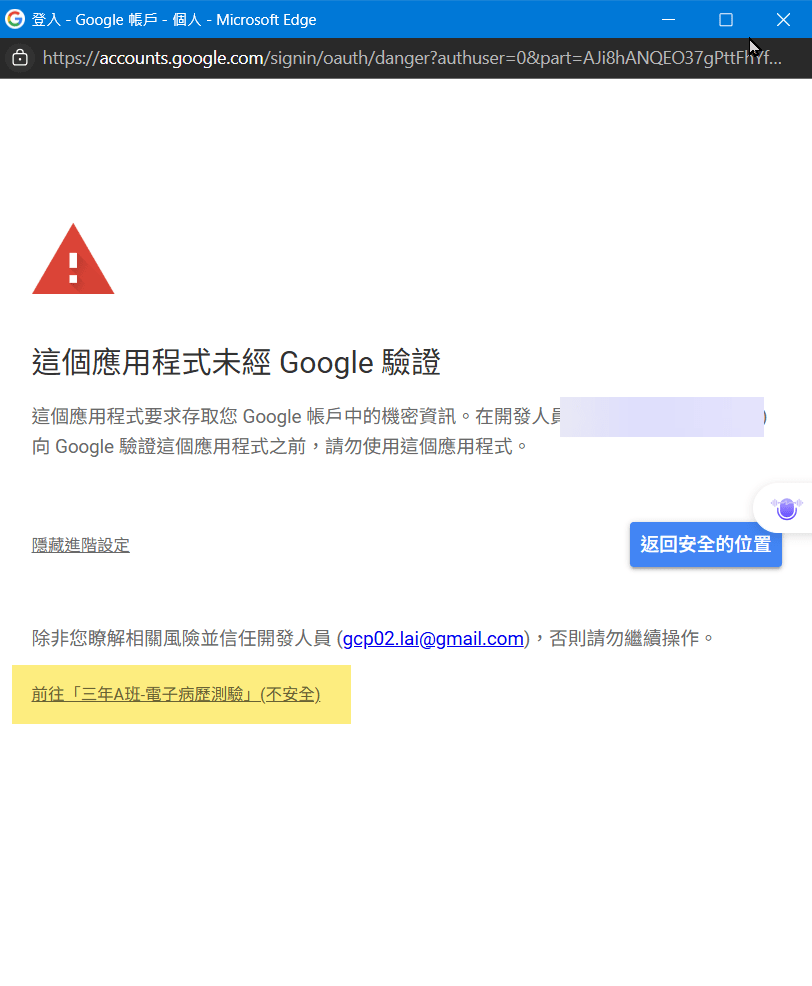 登入 - Google 帳戶 - 個人 - Microsoft Edge
https://accounts.google.com/signin/oauth/danger?authuser=0&part=AJi8hANQEO37gPttFhYf...
這個應用程式未經 Google 驗證
這個應用程式要求存取您 Google 帳戶中的機密資訊。在開發人員 )
向 Google 驗證這個應用程式之前，請勿使用這個應用程式。
隱藏進階設定
返回安全的位置
除非您瞭解相關風險並信任開發人員 (gcp02.lai@gmail.com)，否則請勿繼續操作。
前往「三年A班-電子病歷測驗」(不安全)